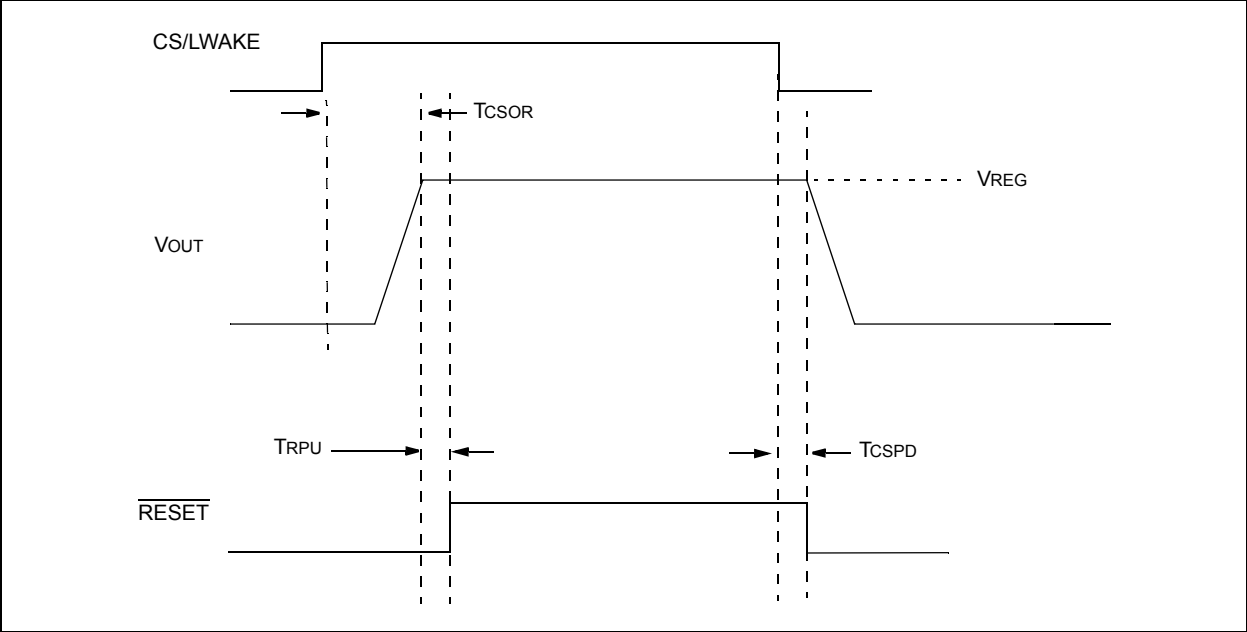 CS/LWAKE
TCSOR
VREG
VOUT
TRPU
TCSPD
RESET